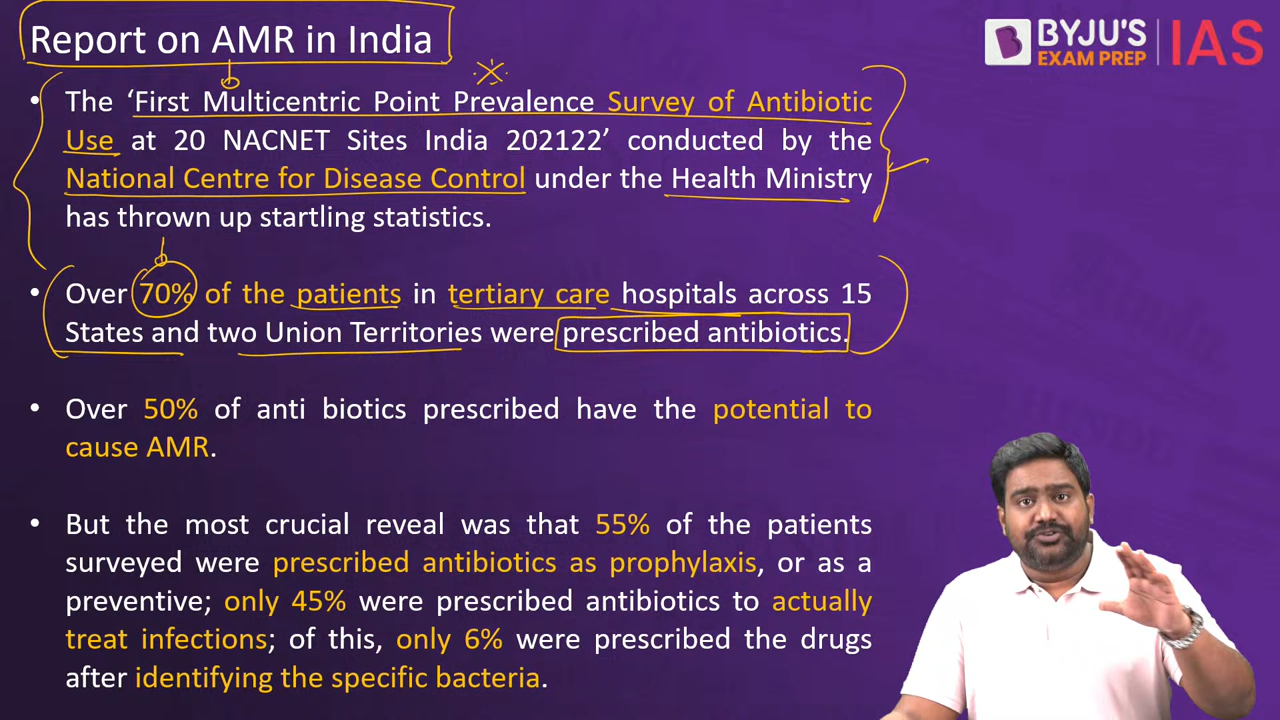 Report on AMR in India
BYJU'S
EXAM PREP
IAS
• The ‘First Multicentric Point Prevalence Survey of Antibiotic
Use at 20 NACNET Sites India 202122’ conducted by the
National Centre for Disease Control under the Health Ministry
has thrown up startling statistics.
• Over 70% of the patients in tertiary care hospitals across 15
States and two Union Territories were prescribed antibiotics.
• Over 50% of anti biotics prescribed have the potential to
cause AMR.
• But the most crucial reveal was that 55% of the patients
surveyed were prescribed antibiotics as prophylaxis, or as a
preventive; only 45% were prescribed antibiotics to actually
treat infections; of this, only 6% were prescribed the drugs
after identifying the specific bacteria.